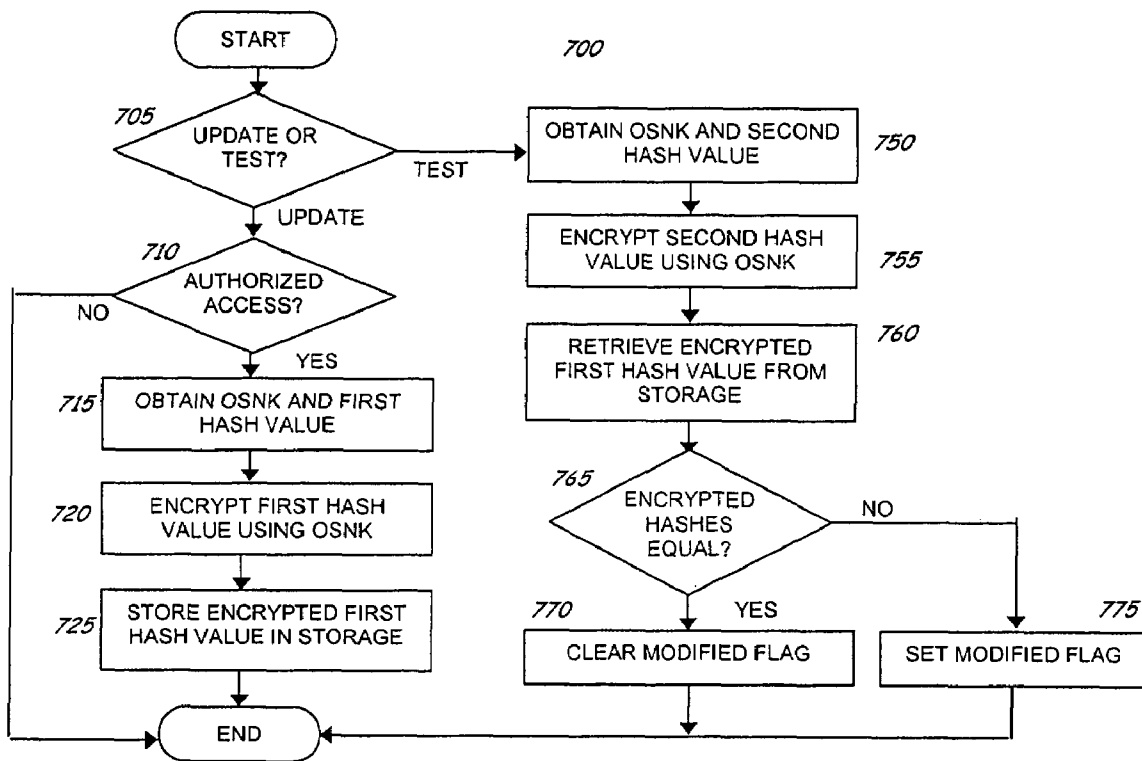 START
700
705
UPDATE OR
TEST?
TEST
UPDATE
710
AUTHORIZED
ACCESS?
NO
YES
715
OBTAIN OSNK AND FIRST
HASH VALUE
720
ENCRYPT FIRST HASH
VALUE USING OSNK
725
STORE ENCRYPTED FIRST
HASH VALUE IN STORAGE
END
OBTAIN OSNK AND SECOND
HASH VALUE
750
ENCRYPT SECOND HASH
VALUE USING OSNK
755
RETRIEVE ENCRYPTED
FIRST HASH VALUE FROM
STORAGE
760
765
ENCRYPTED
HASHES
EQUAL?
NO
YES
770
CLEAR MODIFIED FLAG
775
SET MODIFIED FLAG